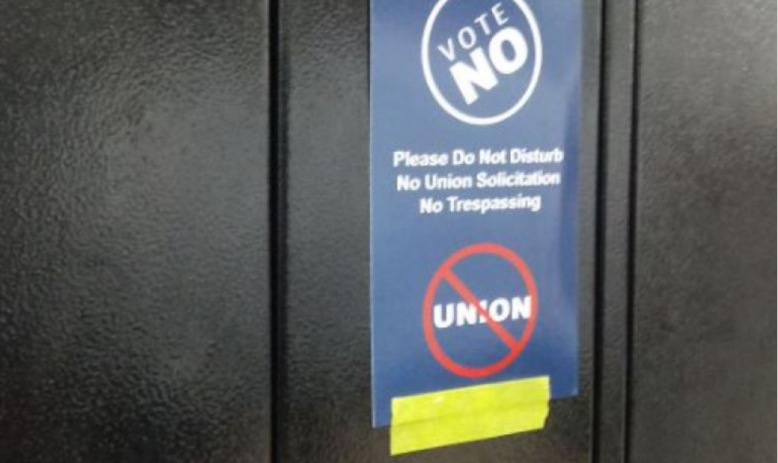 VOTE
NO
Please Do Not Disturb
No Union Solicitation
No Trespassing
UNION